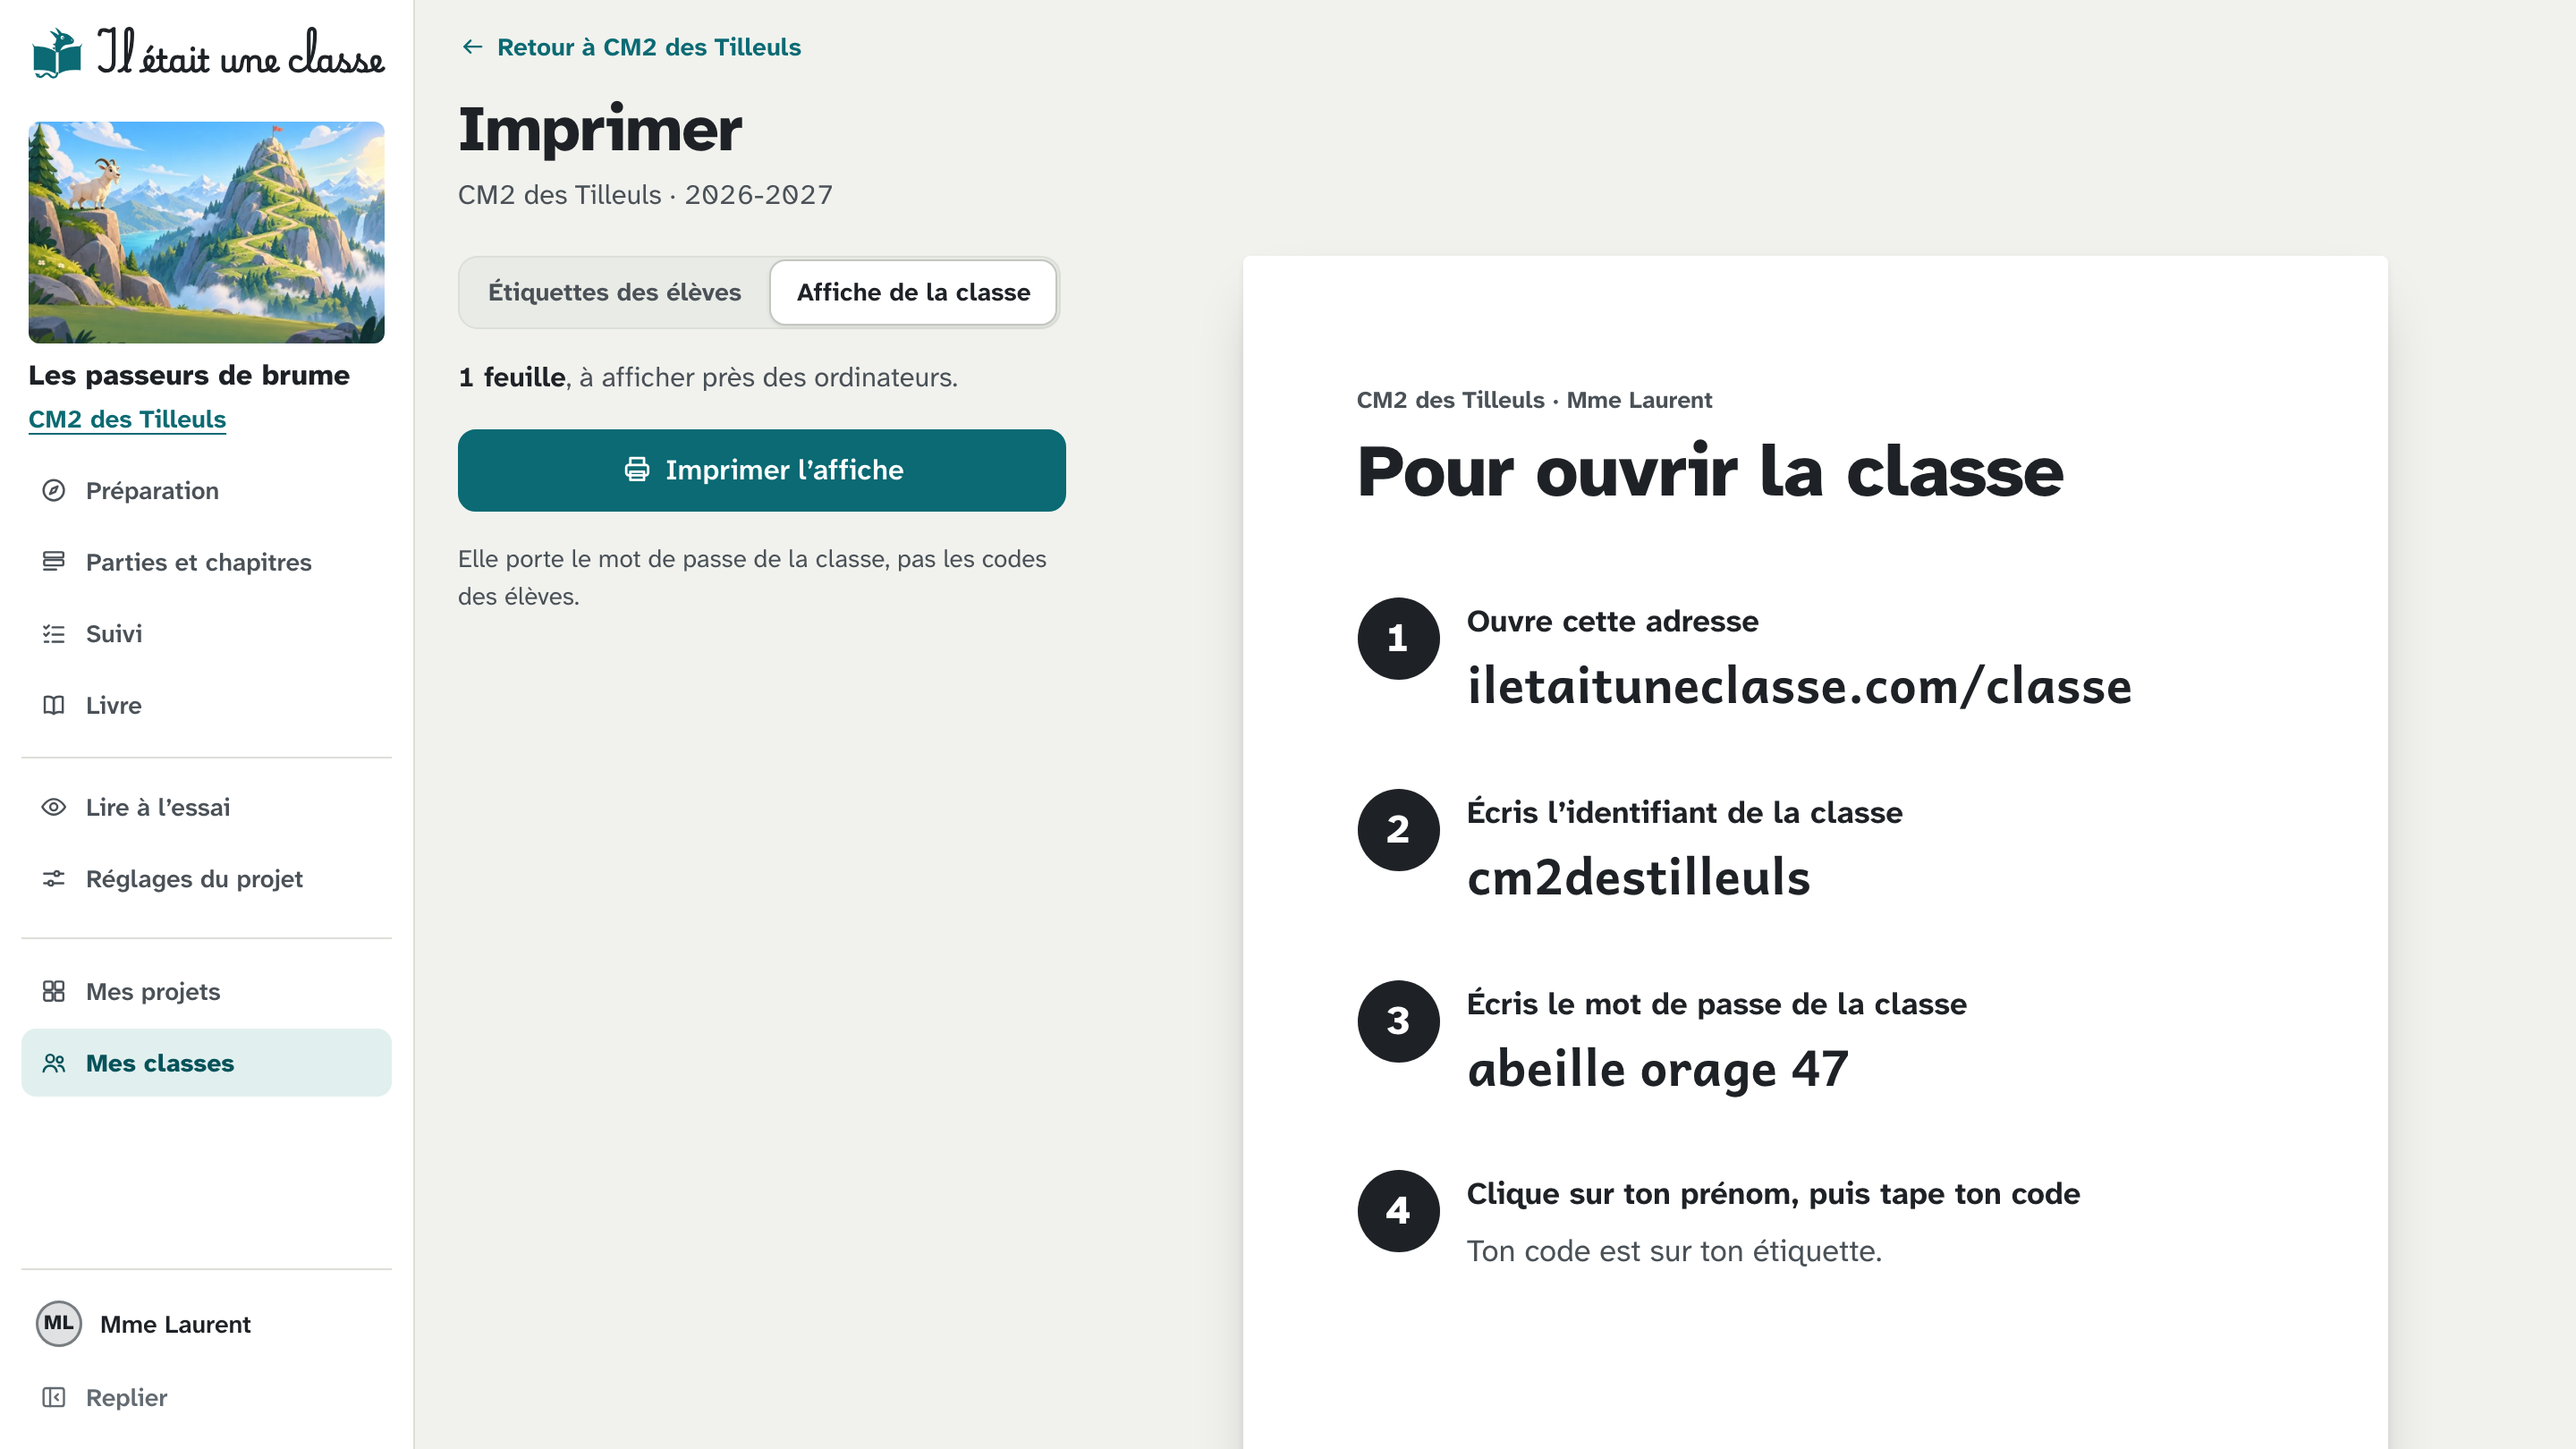 Il était une classe
Les passeurs de brume
CM2 des Tilleuls
Préparation
Parties et chapitres
Suivi
Livre
Lire à l’essai
Réglages du projet
Mes projets
Mes classes
ML Mme Laurent
Replier
← Retour à CM2 des Tilleuls
Imprimer
CM2 des Tilleuls · 2026-2027
Étiquettes des élèves
Affiche de la classe
1 feuille, à afficher près des ordinateurs.
Imprimer l’affiche
Elle porte le mot de passe de la classe, pas les codes
des élèves.
CM2 des Tilleuls · Mme Laurent
Pour ouvrir la classe
1 Ouvre cette adresse
iletaituneclasse.com/classe
2 Écris l’identifiant de la classe
cm2destilleuls
3 Écris le mot de passe de la classe
abeille orage 47
4 Clique sur ton prénom, puis tape ton code
Ton code est sur ton étiquette.